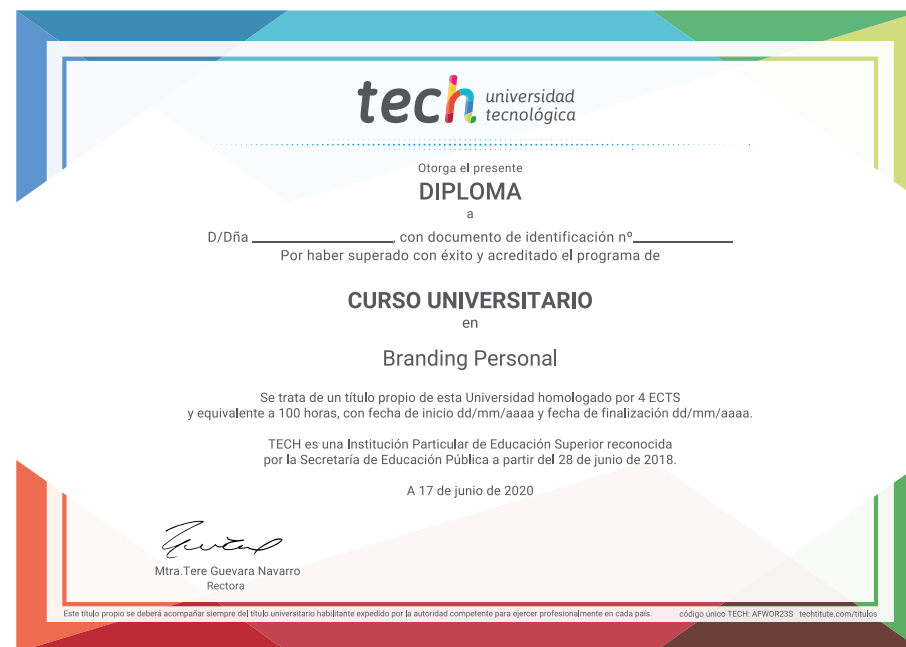 tech universidad
tecnológica
Otorga el presente
DIPLOMA
a
D/Dña ____________________, con documento de identificación nº______________
Por haber superado con éxito y acreditado el programa de
CURSO UNIVERSITARIO
en
Branding Personal
Se trata de un título propio de esta Universidad homologado por 4 ECTS
y equivalente a 100 horas, con fecha de inicio dd/mm/aaaa y fecha de finalización dd/mm/aaaa.
TECH es una Institución Particular de Educación Superior reconocida
por la Secretaría de Educación Pública a partir del 28 de junio de 2018.
A 17 de junio de 2020
Mtra.Tere Guevara Navarro
Rectora
Este título propio se deberá acompañar siempre del título universitario habilitante expedido por la autoridad competente para ejercer profesionalmente en cada país. código único TECH: AFWOR23S techtitute.com/titulos